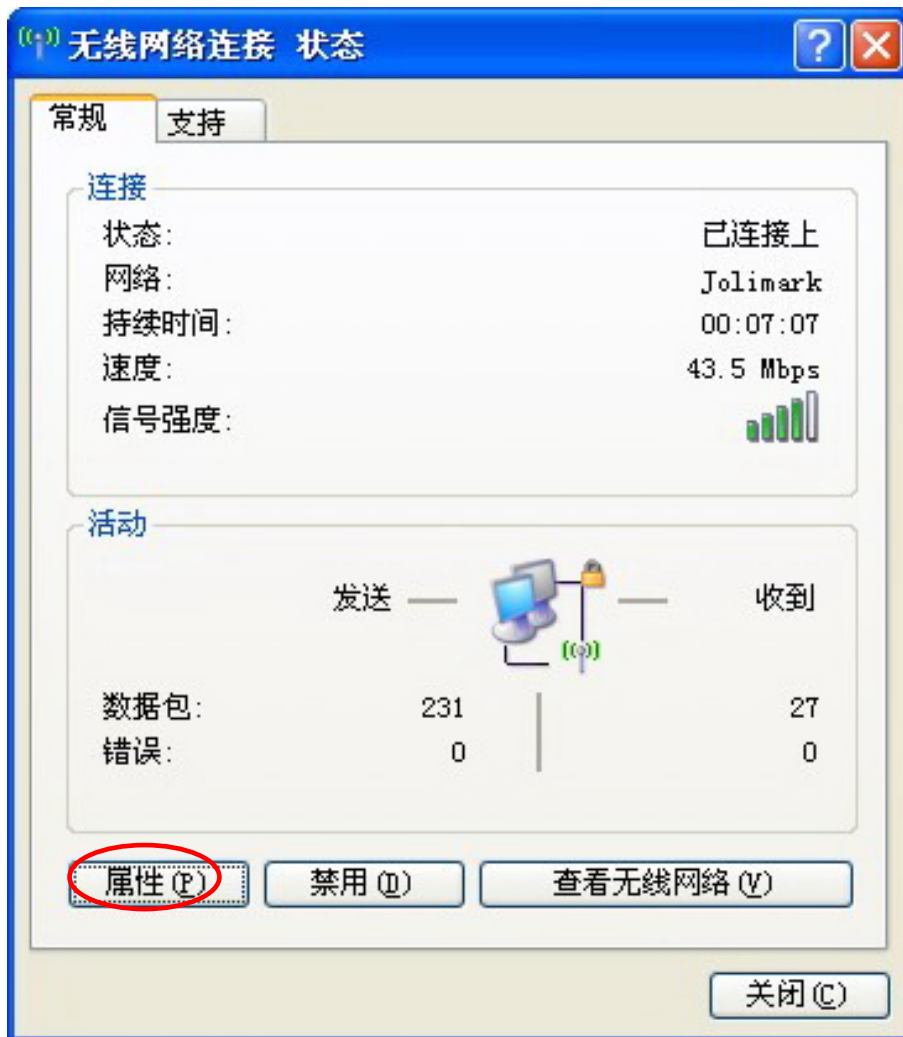 无线网络连接 状态
常规 支持
连接
状态: 已连接上
网络: Jolimark
持续时间: 00:07:07
速度: 43.5 Mbps
信号强度:
活动
发送 收到
数据包: 231 27
错误: 0 0
属性(P) 禁用(D) 查看无线网络(V)
关闭(C)